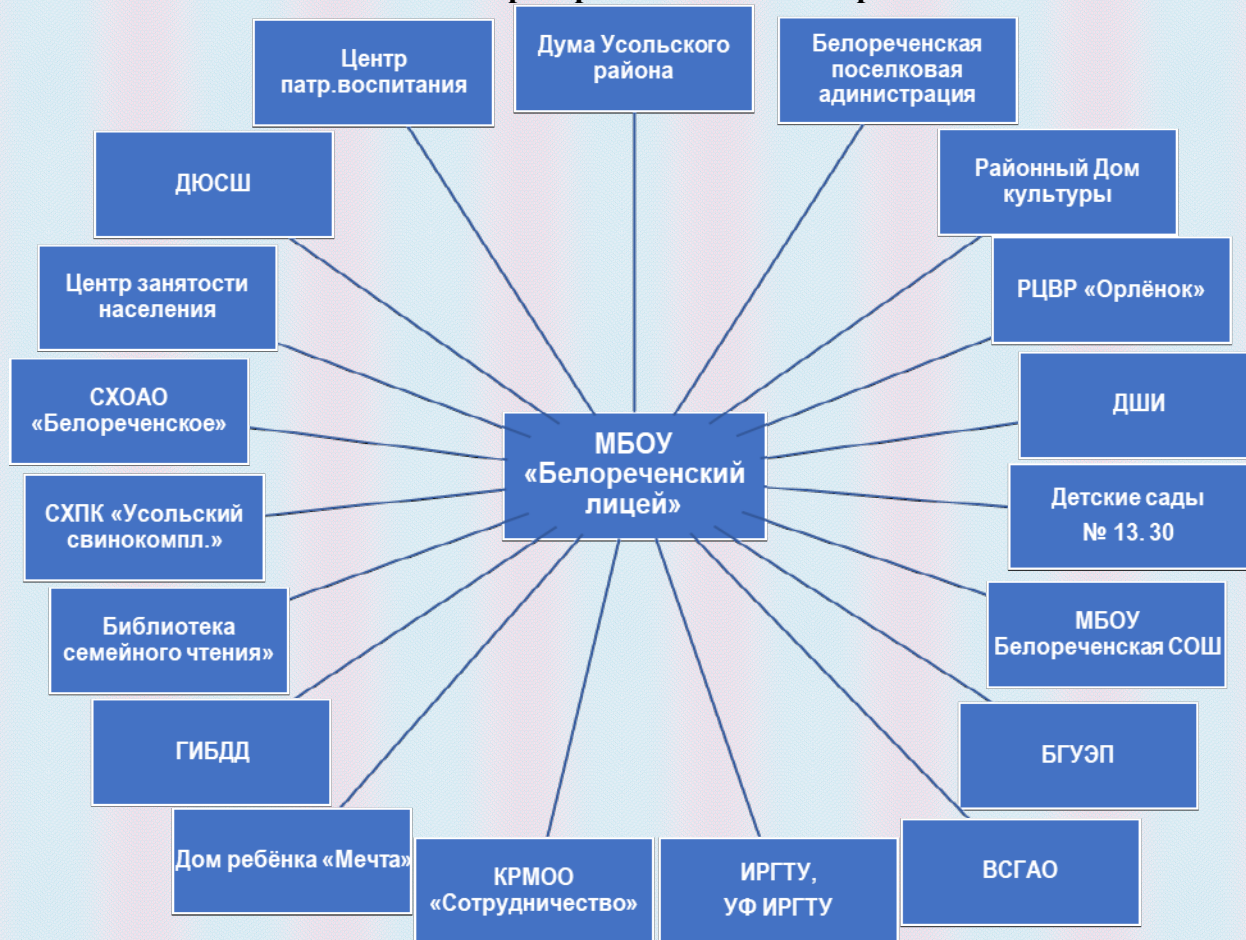 Дума Усольского
района
Белореченская
поселковая
адинистрация
Районный Дом
культуры
РЦВР «Орлёнок»
ДШИ
Детские сады
№ 13. 30
МБОУ
Белореченская СОШ
БГУЭП
ВСГАО
ИРГТУ,
УФ ИРГТУ
КРМОО
«Сотрудничество»
Дом ребёнка «Мечта»
ГИБДД
Библиотека
семейного чтения»
СХПК «Усольский
свинокомпл.»
СХОАО
«Белореченское»
Центр занятости
населения
ДЮСШ
Центр
патр.воспитания
МБОУ
«Белореченский
лицей»